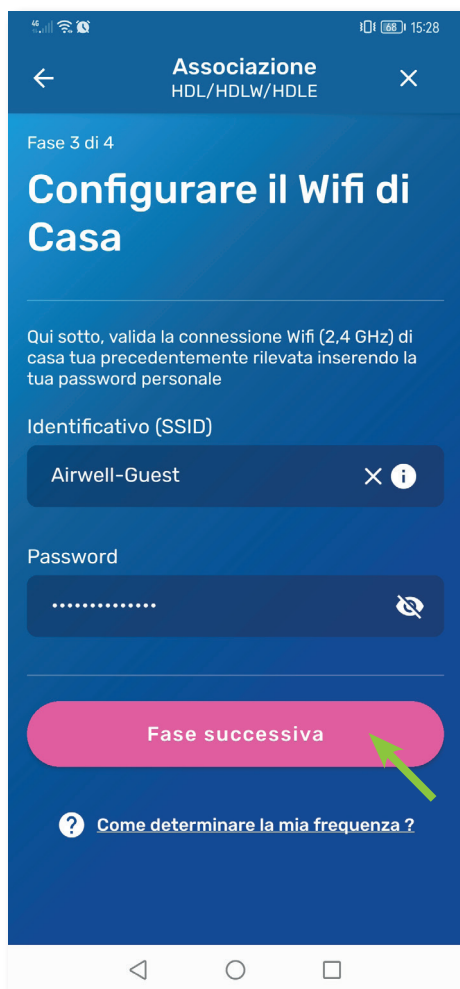 46 68 15:28
Associazione
HDL/HDLW/HDLE
Fase 3 di 4
Configurare il Wifi di
Casa
Qui sotto, valida la connessione Wifi (2,4 GHz) di
casa tua precedentemente rilevata inserendo la
tua password personale
Identificativo (SSID)
Airwell-Guest
Password
••••••••••••••
Fase successiva
Come determinare la mia frequenza ?